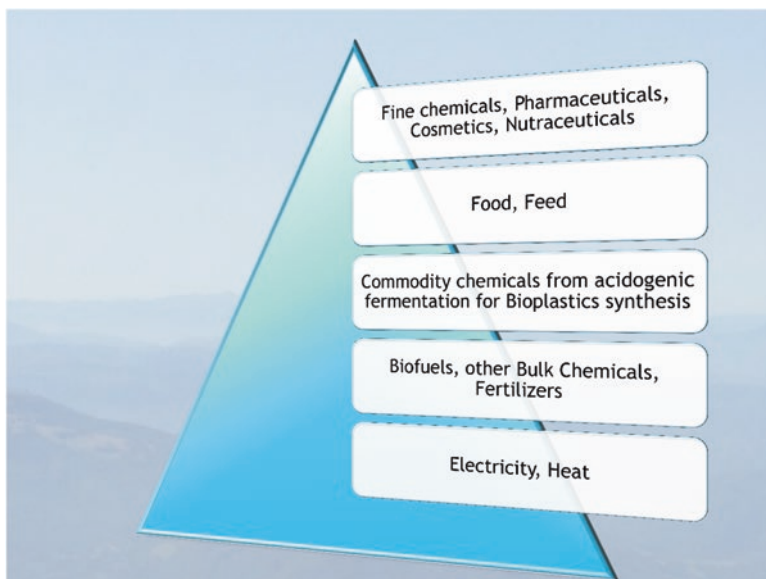 Fine chemicals, Pharmaceuticals,
Cosmetics, Nutraceuticals
Food, Feed
Commodity chemicals from acidogenic
fermentation for Bioplastics synthesis
Biofuels, other Bulk Chemicals,
Fertilizers
Electricity, Heat